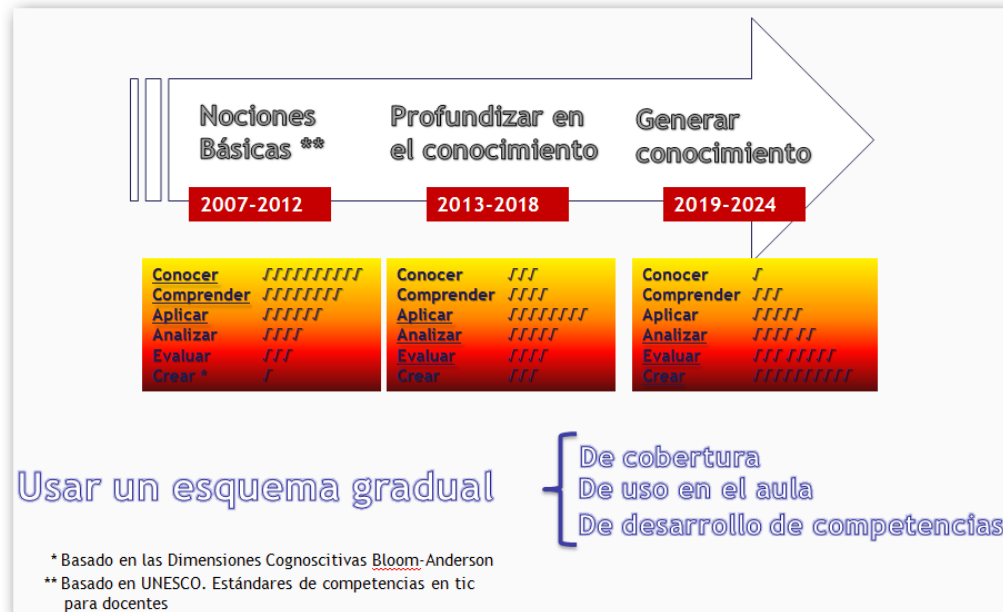 Nociones
Básicas **
Profundizar en
el conocimiento
Generar
conocimiento
2007-2012
2013-2018
2019-2024
Conocer √√√√√√√√√√
Comprender √√√√√√√√
Aplicar √√√√√√
Analizar √√√√
Evaluar √√√
Crear * √
Conocer √√√
Comprender √√√√
Aplicar √√√√√√√√
Analizar √√√√√
Evaluar √√√√
Crear √√√
Conocer √
Comprender √√√
Aplicar √√√√√
Analizar √√√√ √√
Evaluar √√√ √√√√√
Crear √√√√√√√√√√
Usar un esquema gradual
De cobertura
De uso en el aula
De desarrollo de competencias
* Basado en las Dimensiones Cognoscitivas Bloom-Anderson
** Basado en UNESCO. Estándares de competencias en tic
para docentes